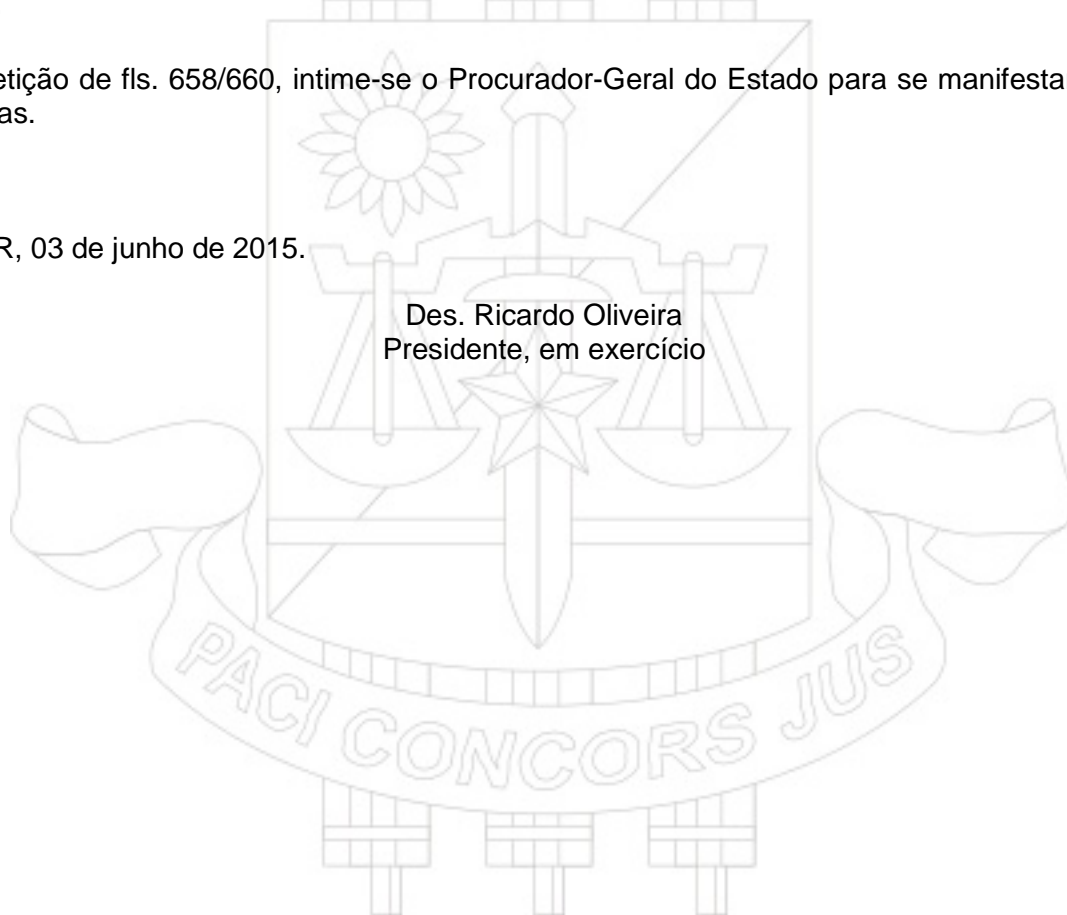 etição de fls. 658/660, intime-se o Procurador-Geral do Estado para se manifesta
as.
R, 03 de junho de 2015.
Des. Ricardo Oliveira
Presidente, em exercício
PACI CONCORS JUS